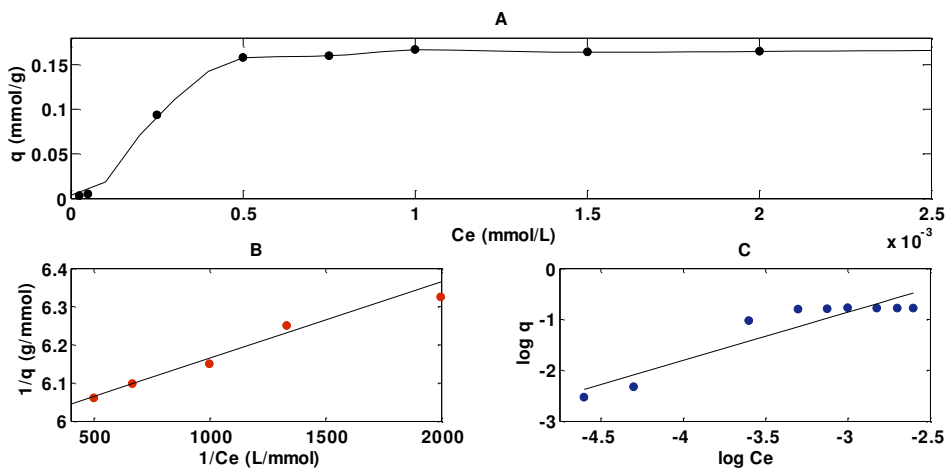 A
q (mmol/g)
0.15
0.1
0.05
0
0 0.5 1 1.5 2 2.5
Ce (mmol/L)
x 10⁻³
B
1/q (g/mmol)
6.4
6.3
6.2
6.1
6
500 1000 1500 2000
1/Ce (L/mmol)
C
log q
0
-1
-2
-3
-4.5 -4 -3.5 -3 -2.5
log Ce